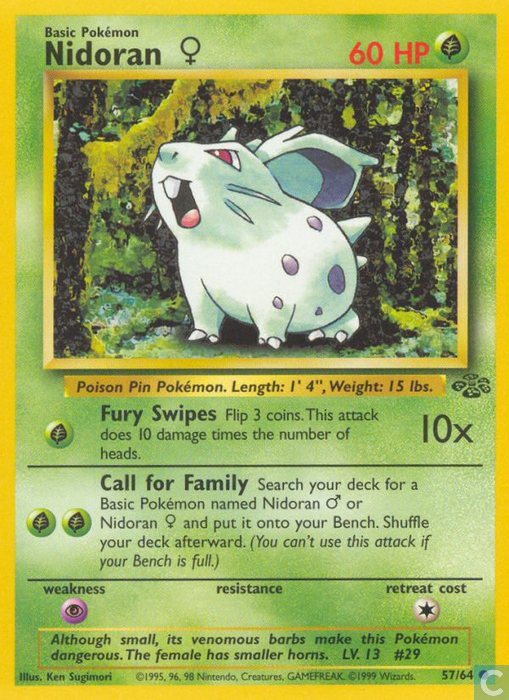 Basic Pokémon
Nidoran ♀ 60 HP
Poison Pin Pokémon. Length: 1' 4", Weight: 15 lbs.
Fury Swipes Flip 3 coins. This attack
does 10 damage times the number of
heads.
10x
Call for Family Search your deck for a
Basic Pokémon named Nidoran ♂ or
Nidoran ♀ and put it onto your Bench. Shuffle
your deck afterward. (You can't use this attack if
your Bench is full.)
weakness resistance retreat cost
Although small, its venomous barbs make this Pokémon
dangerous. The female has smaller horns. LV. 13 #29
Illus. Ken Sugimori ©1995, 96, 98 Nintendo, Creatures, GAMEFREAK. ©1999 Wizards. 57/64
C